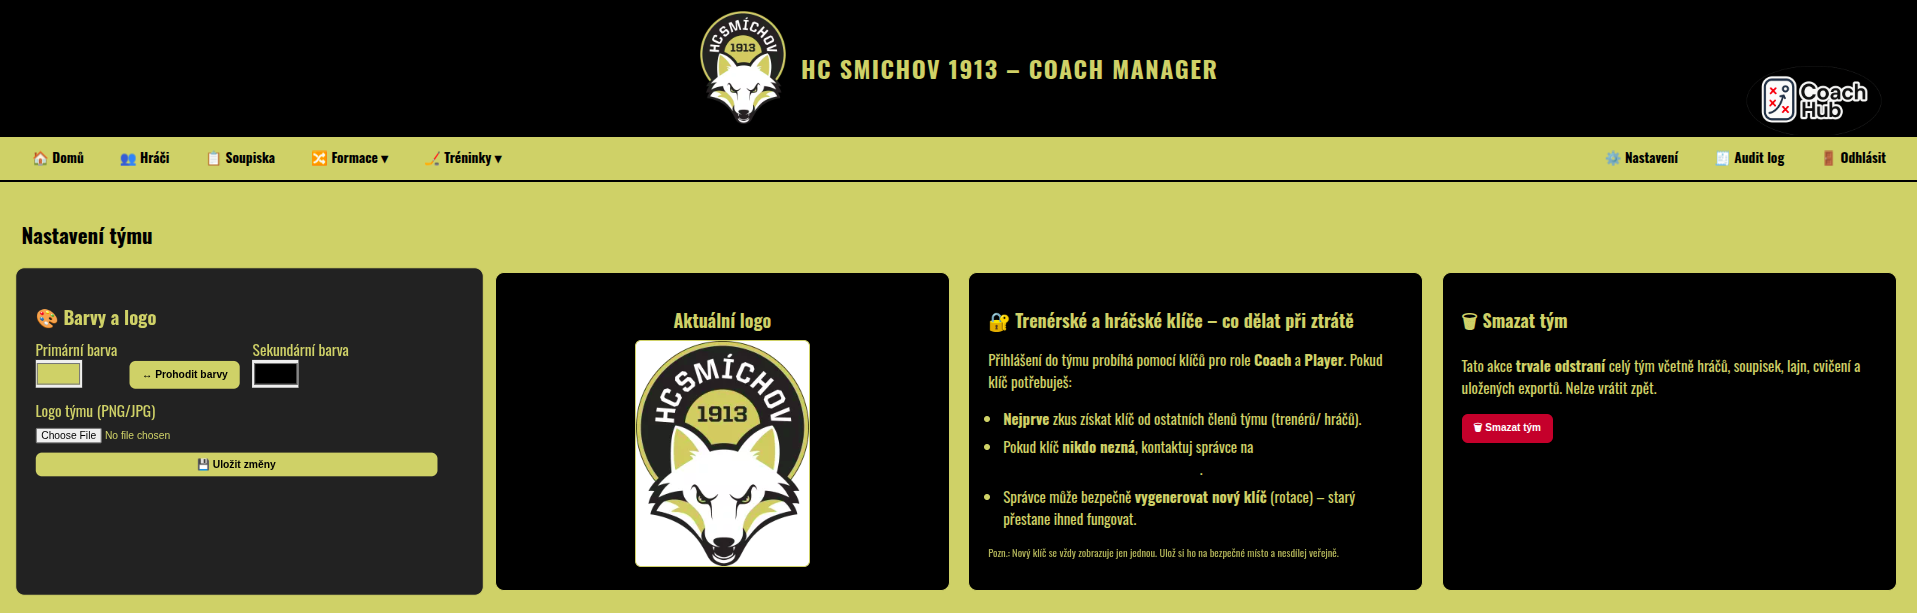 HC SMÍCHOV
1913
HC SMICHOV 1913 – COACH MANAGER
Coach
Hub
Domů
Hráči
Soupiska
Formace ▾
Tréninky ▾
Nastavení
Audit log
Odhlásit
Nastavení týmu
Barvy a logo
Primární barva
Sekundární barva
↔ Prohodit barvy
Logo týmu (PNG/JPG)
Choose File No file chosen
Uložit změny
Aktuální logo
HC SMÍCHOV
1913
Trenérské a hráčské klíče – co dělat při ztrátě
Přihlášení do týmu probíhá pomocí klíčů pro role Coach a Player. Pokud
klíč potřebuješ:
Nejprve zkus získat klíč od ostatních členů týmu (trenérů/ hráčů).
Pokud klíč nikdo nezná, kontaktuj správce na
.
Správce může bezpečně vygenerovat nový klíč (rotace) – starý
přestane ihned fungovat.
Pozn.: Nový klíč se vždy zobrazuje jen jednou. Ulož si ho na bezpečné místo a nesdílej veřejně.
Smazat tým
Tato akce trvale odstraní celý tým včetně hráčů, soupisek, lajn, cvičení a
uložených exportů. Nelze vrátit zpět.
Smazat tým